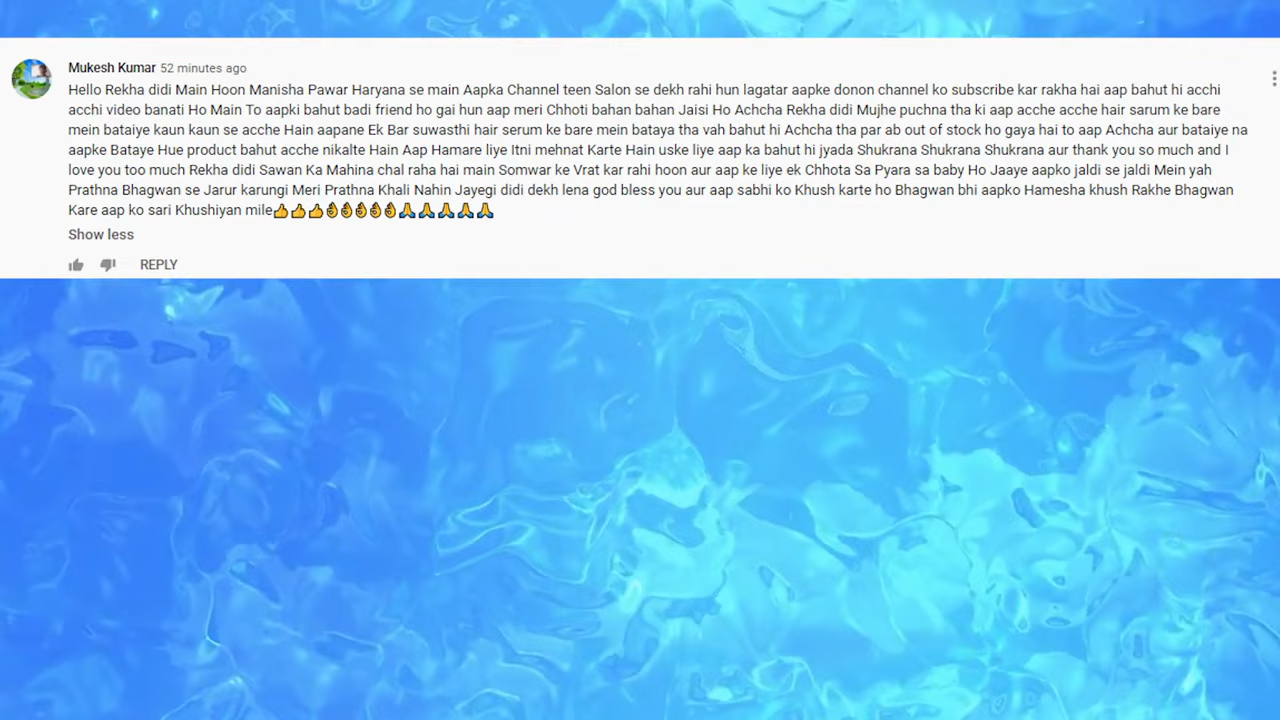 Mukesh Kumar 52 minutes ago
Hello Rekha didi Main Hoon Manisha Pawar Haryana se main Aapka Channel teen Salon se dekh rahi hun lagatar aapke donon channel ko subscribe kar rakha hai aap bahut hi acchi
acchi video banati Ho Main To aapki bahut badi friend ho gai hun aap meri Chhoti bahan bahan Jaisi Ho Achcha Rekha didi Mujhe puchna tha ki aap acche acche hair sarum ke bare
mein bataiye kaun kaun se acche Hain aapane Ek Bar suwasthi hair serum ke bare mein bataya tha vah bahut hi Achcha tha par ab out of stock ho gaya hai to aap Achcha aur bataiye na
aapke Bataye Hue product bahut acche nikalte Hain Aap Hamare liye Itni mehnat Karte Hain uske liye aap ka bahut hi jyada Shukrana Shukrana Shukrana aur thank you so much and I
love you too much Rekha didi Sawan Ka Mahina chal raha hai main Somwar ke Vrat kar rahi hoon aur aap ke liye ek Chhota Sa Pyara sa baby Ho Jaaye aapko jaldi se jaldi Mein yah
Prathna Bhagwan se Jarur karungi Meri Prathna Khali Nahin Jayegi didi dekh lena god bless you aur aap sabhi ko Khush karte ho Bhagwan bhi aapko Hamesha khush Rakhe Bhagwan
Kare aap ko sari Khushiyan mile👍👍👍👌👌👌👌👌🙏🙏🙏🙏🙏
Show less
REPLY